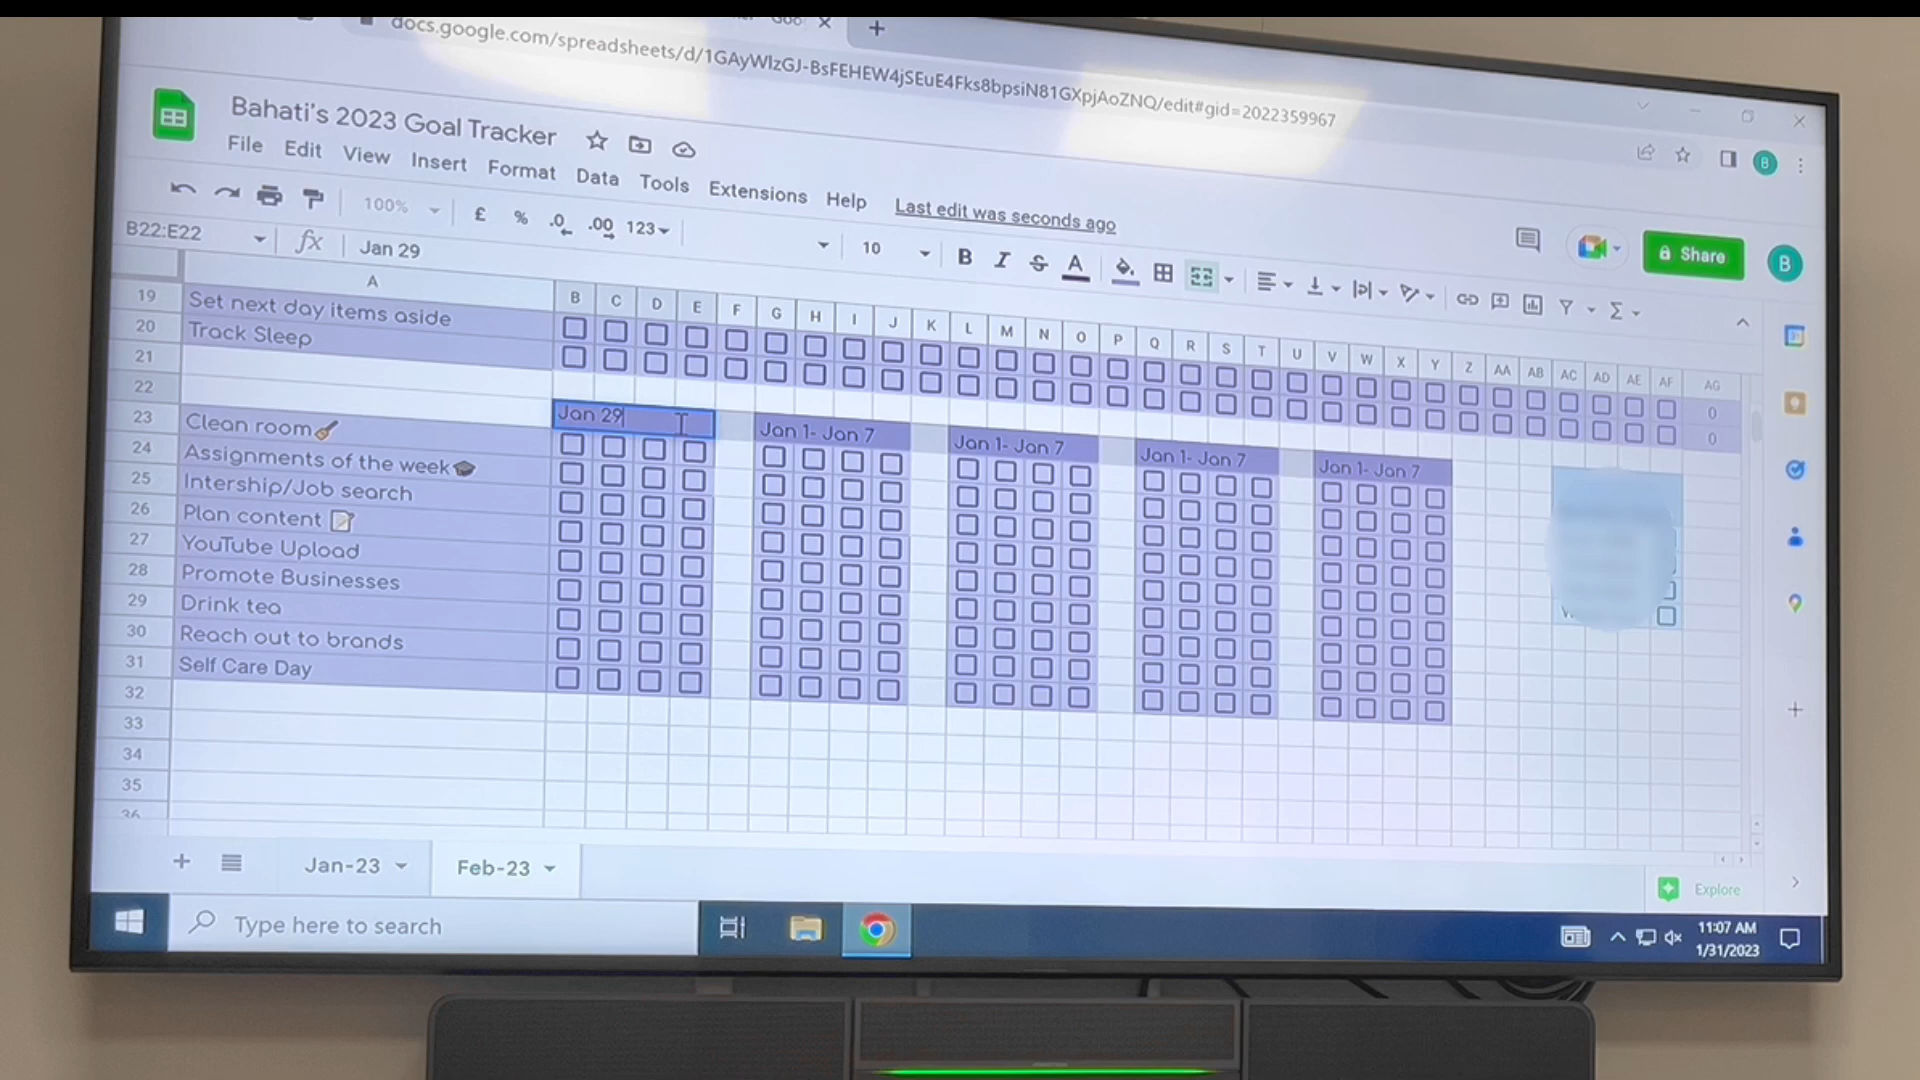 docs.google.com/spreadsheets/d/1GAyWlzGJ-BsFEHEW4jSEuE4Fks8bpsiN81GXpjAoZNQ/edit#gid=2022359967
Bahati's 2023 Goal Tracker
File Edit View Insert Format Data Tools Extensions Help Last edit was seconds ago
Share
B
B
100% £ % .0 .00 123 10 B I S A
B22:E22 fx Jan 29
A B C D E F G H I J K L M N O P Q R S T U V W X Y Z AA AB AC AD AE AF AG
19 Set next day items aside 0
20 Track Sleep 0
21
22 Jan 29 Jan 1- Jan 7 Jan 1- Jan 7 Jan 1- Jan 7 Jan 1- Jan 7
23 Clean room
24 Assignments of the week
25 Intership/Job search
26 Plan content
27 YouTube Upload
28 Promote Businesses
29 Drink tea
30 Reach out to brands
31 Self Care Day
32
33
34
35
36
Jan-23 Feb-23
Explore
Type here to search
11:07 AM
1/31/2023